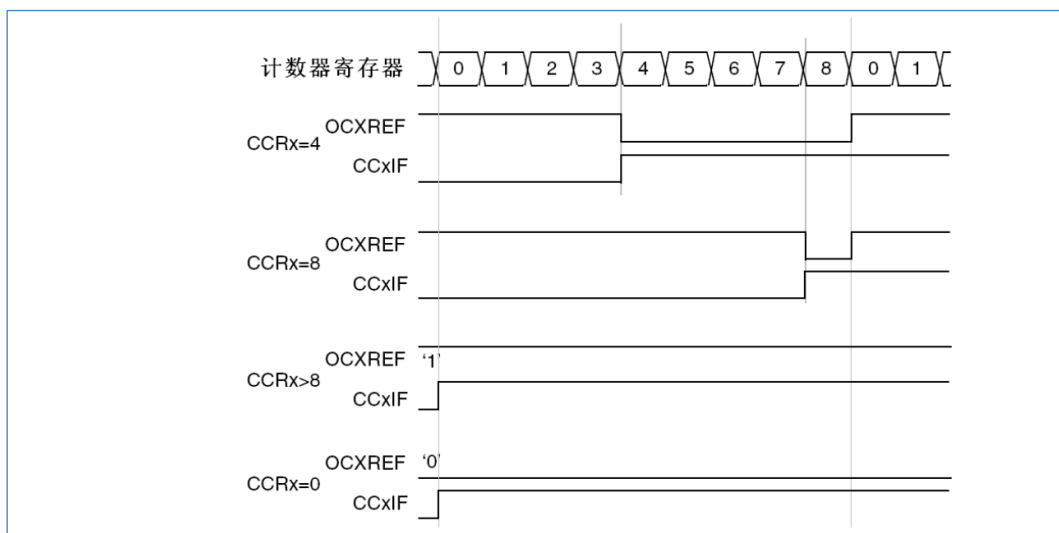 计数器寄存器 0 1 2 3 4 5 6 7 8 0 1
OCXREF
CCRx=4
CCxIF
OCXREF
CCRx=8
CCxIF
OCXREF ‘1’
CCRx>8
CCxIF
OCXREF ‘0’
CCRx=0
CCxIF